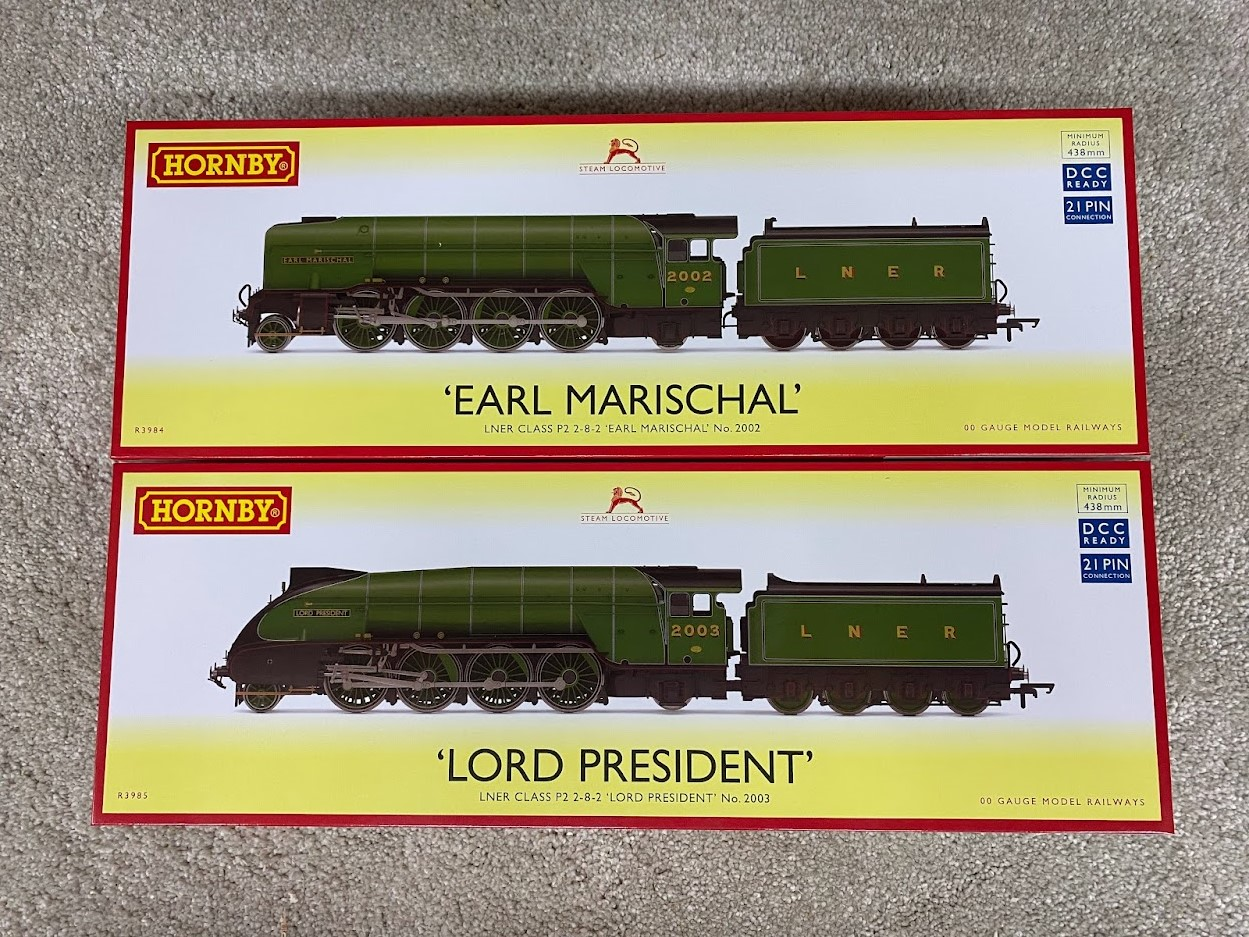 HORNBY®
STEAM LOCOMOTIVE
MINIMUM
RADIUS
438mm
DCC
READY
21 PIN
CONNECTION
EARL MARISCHAL
2002
L N E R
‘EARL MARISCHAL’
LNER CLASS P2 2-8-2 ‘EARL MARISCHAL’ No. 2002
R3984
00 GAUGE MODEL RAILWAYS
HORNBY®
STEAM LOCOMOTIVE
MINIMUM
RADIUS
438mm
DCC
READY
21 PIN
CONNECTION
LORD PRESIDENT
2003
L N E R
‘LORD PRESIDENT’
LNER CLASS P2 2-8-2 ‘LORD PRESIDENT’ No. 2003
R3985
00 GAUGE MODEL RAILWAYS